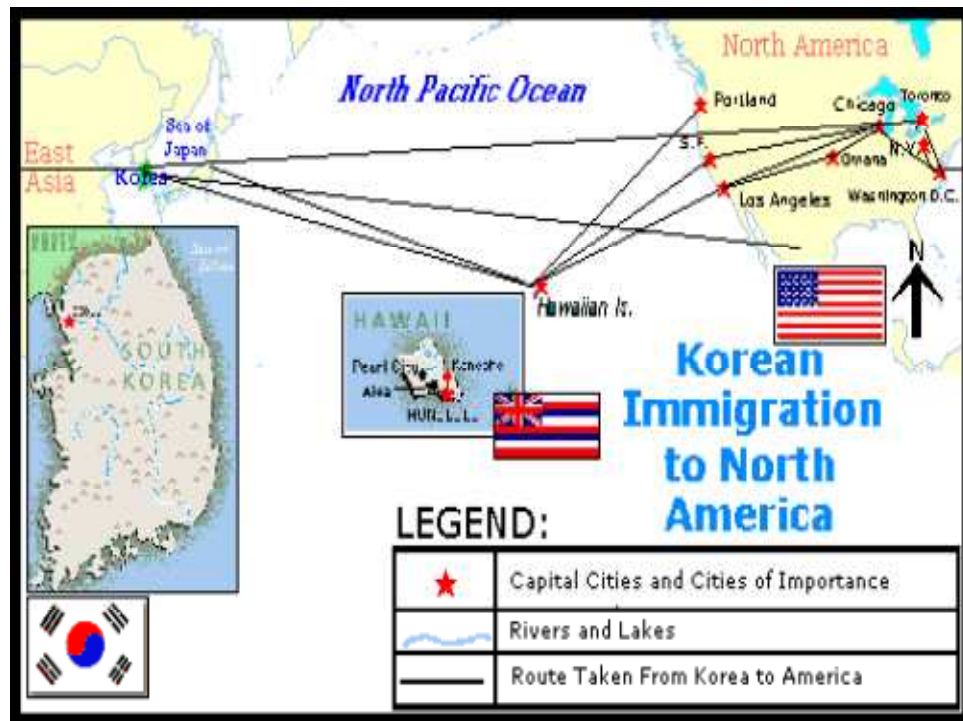 North America
North Pacific Ocean
Portland
Chicago
Toronto
Sea of
Japan
S.F.
N.Y.
East
Asia
Korea
Omana
Los Angeles
Washington D.C.
N
Hawaiian Is.
HAWAII
Pearl City
Aiea
SOUTH
KOREA
Korean
Immigration
to North
America
LEGEND:
Capital Cities and Cities of Importance
Rivers and Lakes
Route Taken From Korea to America